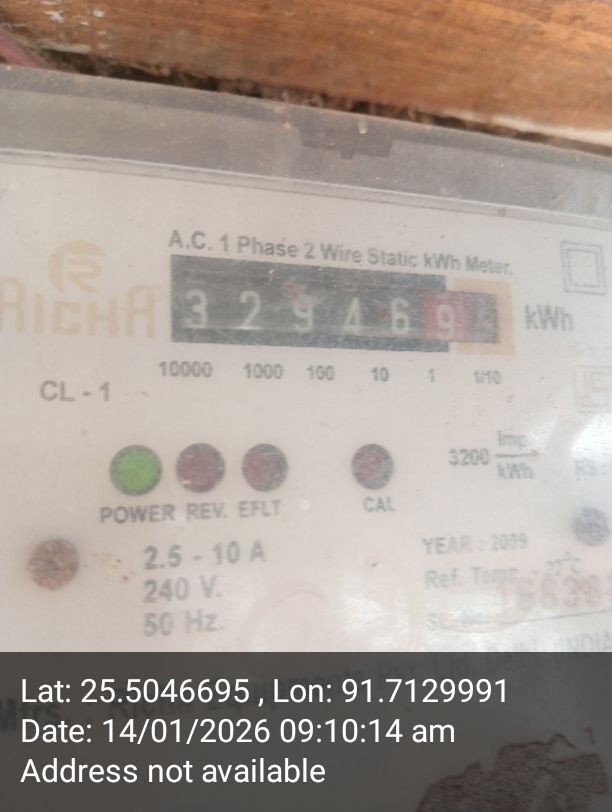 A.C. 1 Phase 2 Wire Static kWh Meter.
RICHA
3 2 9 4 6 9 kWh
10000 1000 100 10 1 1/10
CL - 1
3200 Imp
kWh
POWER REV. EFLT CAL
2.5 - 10 A
240 V.
50 Hz.
YEAR : 2009
Ref. Temp. - 27°C
Lat: 25.5046695 , Lon: 91.7129991
Date: 14/01/2026 09:10:14 am
Address not available